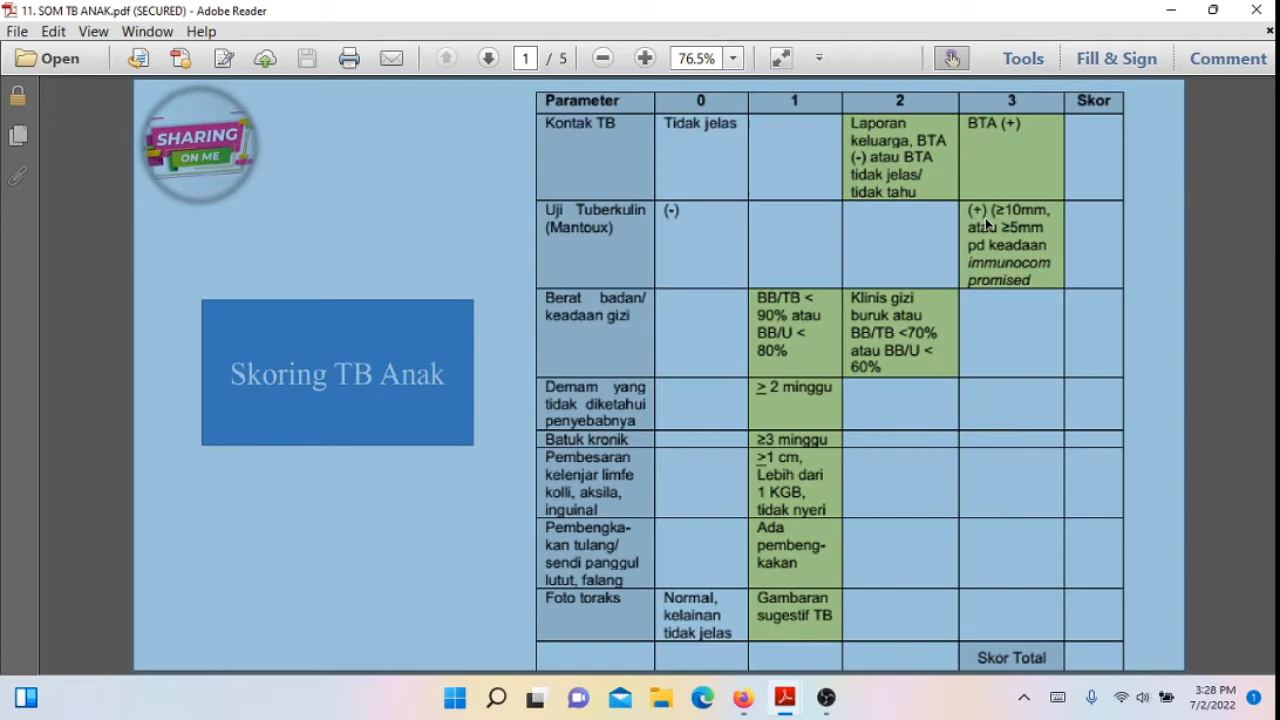 11. SOM TB ANAK.pdf (SECURED) - Adobe Reader
File Edit View Window Help
Open
1 / 5
76.5%
Tools
Fill & Sign
Comment
SHARING
ON ME
Skoring TB Anak
Parameter 0 1 2 3 Skor
Kontak TB
Tidak jelas
Laporan
keluarga, BTA
(-) atau BTA
tidak jelas/
tidak tahu
BTA (+)
Uji Tuberkulin
(Mantoux)
(-)
(+) (≥10mm,
atau ≥5mm
pd keadaan
immunocom
promised
Berat badan/
keadaan gizi
BB/TB <
90% atau
BB/U <
80%
Klinis gizi
buruk atau
BB/TB <70%
atau BB/U <
60%
Demam yang
tidak diketahui
penyebabnya
≥ 2 minggu
Batuk kronik
≥3 minggu
Pembesaran
kelenjar limfe
kolli, aksila,
inguinal
≥1 cm,
Lebih dari
1 KGB,
tidak nyeri
Pembengka-
kan tulang/
sendi panggul
lutut, falang
Ada
pembeng-
kakan
Foto toraks
Normal,
kelainan
tidak jelas
Gambaran
sugestif TB
Skor Total
3:28 PM
7/2/2022
1